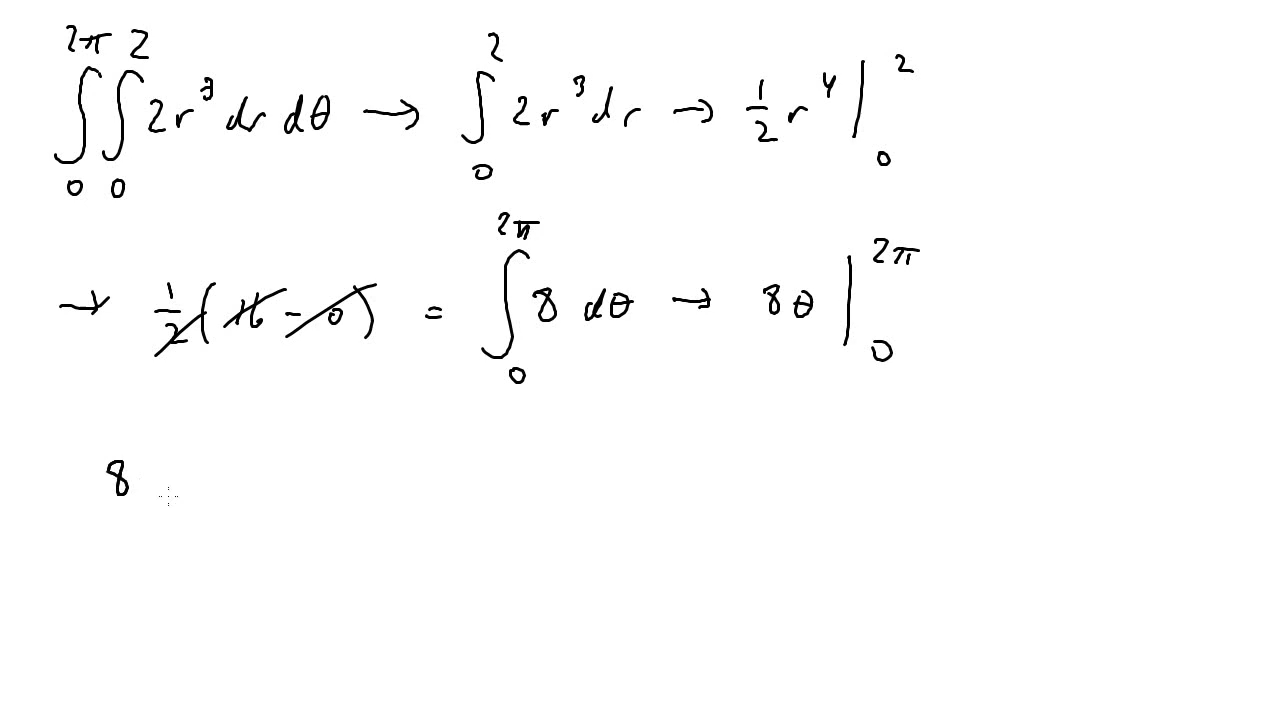 ∫₀^{2π} ∫₀^{2} 2r³ dr dθ → ∫₀^{2} 2r³ dr → 1/2 r⁴ |₀^{2}
→ 1/2 (16 - 0) = ∫₀^{2π} 8 dθ → 8θ |₀^{2π}
8